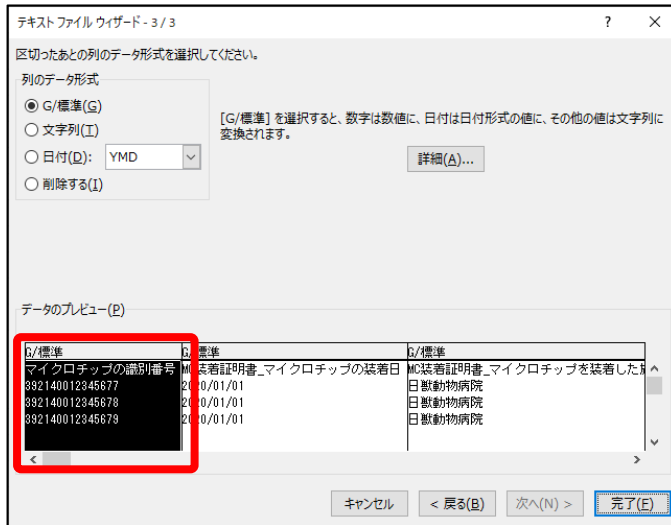 テキスト ファイル ウィザード - 3 / 3
区切ったあとの列のデータ形式を選択してください。
列のデータ形式
G/標準(G)
文字列(T)
日付(D): YMD
削除する(I)
[G/標準] を選択すると、数字は数値に、日付は日付形式の値に、その他の値は文字列に
変換されます。
詳細(A)...
データのプレビュー(P)
G/標準 G/標準 G/標準
マイクロチップの識別番号 MC装着証明書_マイクロチップの装着日 MC装着証明書_マイクロチップを装着した
392140012345677 2020/01/01 日獣動物病院
392140012345678 2020/01/01 日獣動物病院
392140012345679 2020/01/01 日獣動物病院
キャンセル < 戻る(B) 次へ(N) > 完了(F)